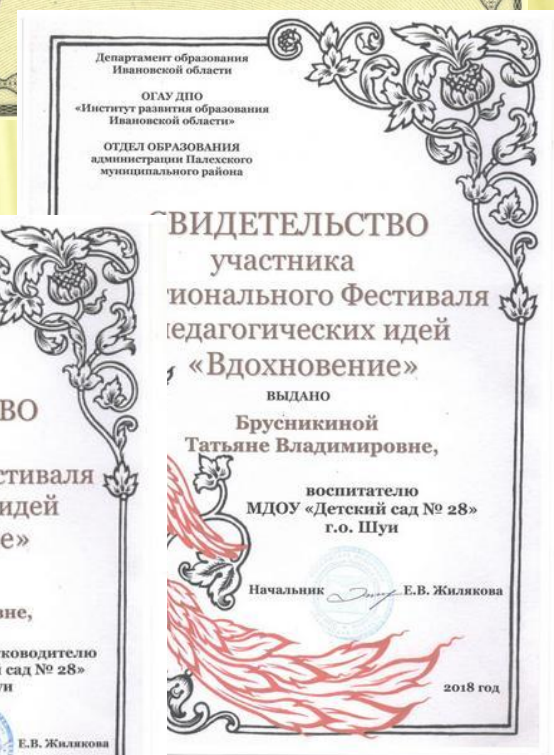 Департамент образования
Ивановской области
ОГАУ ДПО
«Институт развития образования
Ивановской области»
ОТДЕЛ ОБРАЗОВАНИЯ
администрации Палехского
муниципального района
ВИДЕТЕЛЬСТВО
участника
гионального Фестиваля
едагогических идей
«Вдохновение»
ВЫДАНО
Брусникиной
Татьяне Владимировне,
воспитателю
МДОУ «Детский сад № 28»
г.о. Шуи
Начальник Е.В. Жилякова
2018 год
ВО
стиваля
идей
е»
вне,
ководителю
сад № 28»
уи
Е.В. Жилякова